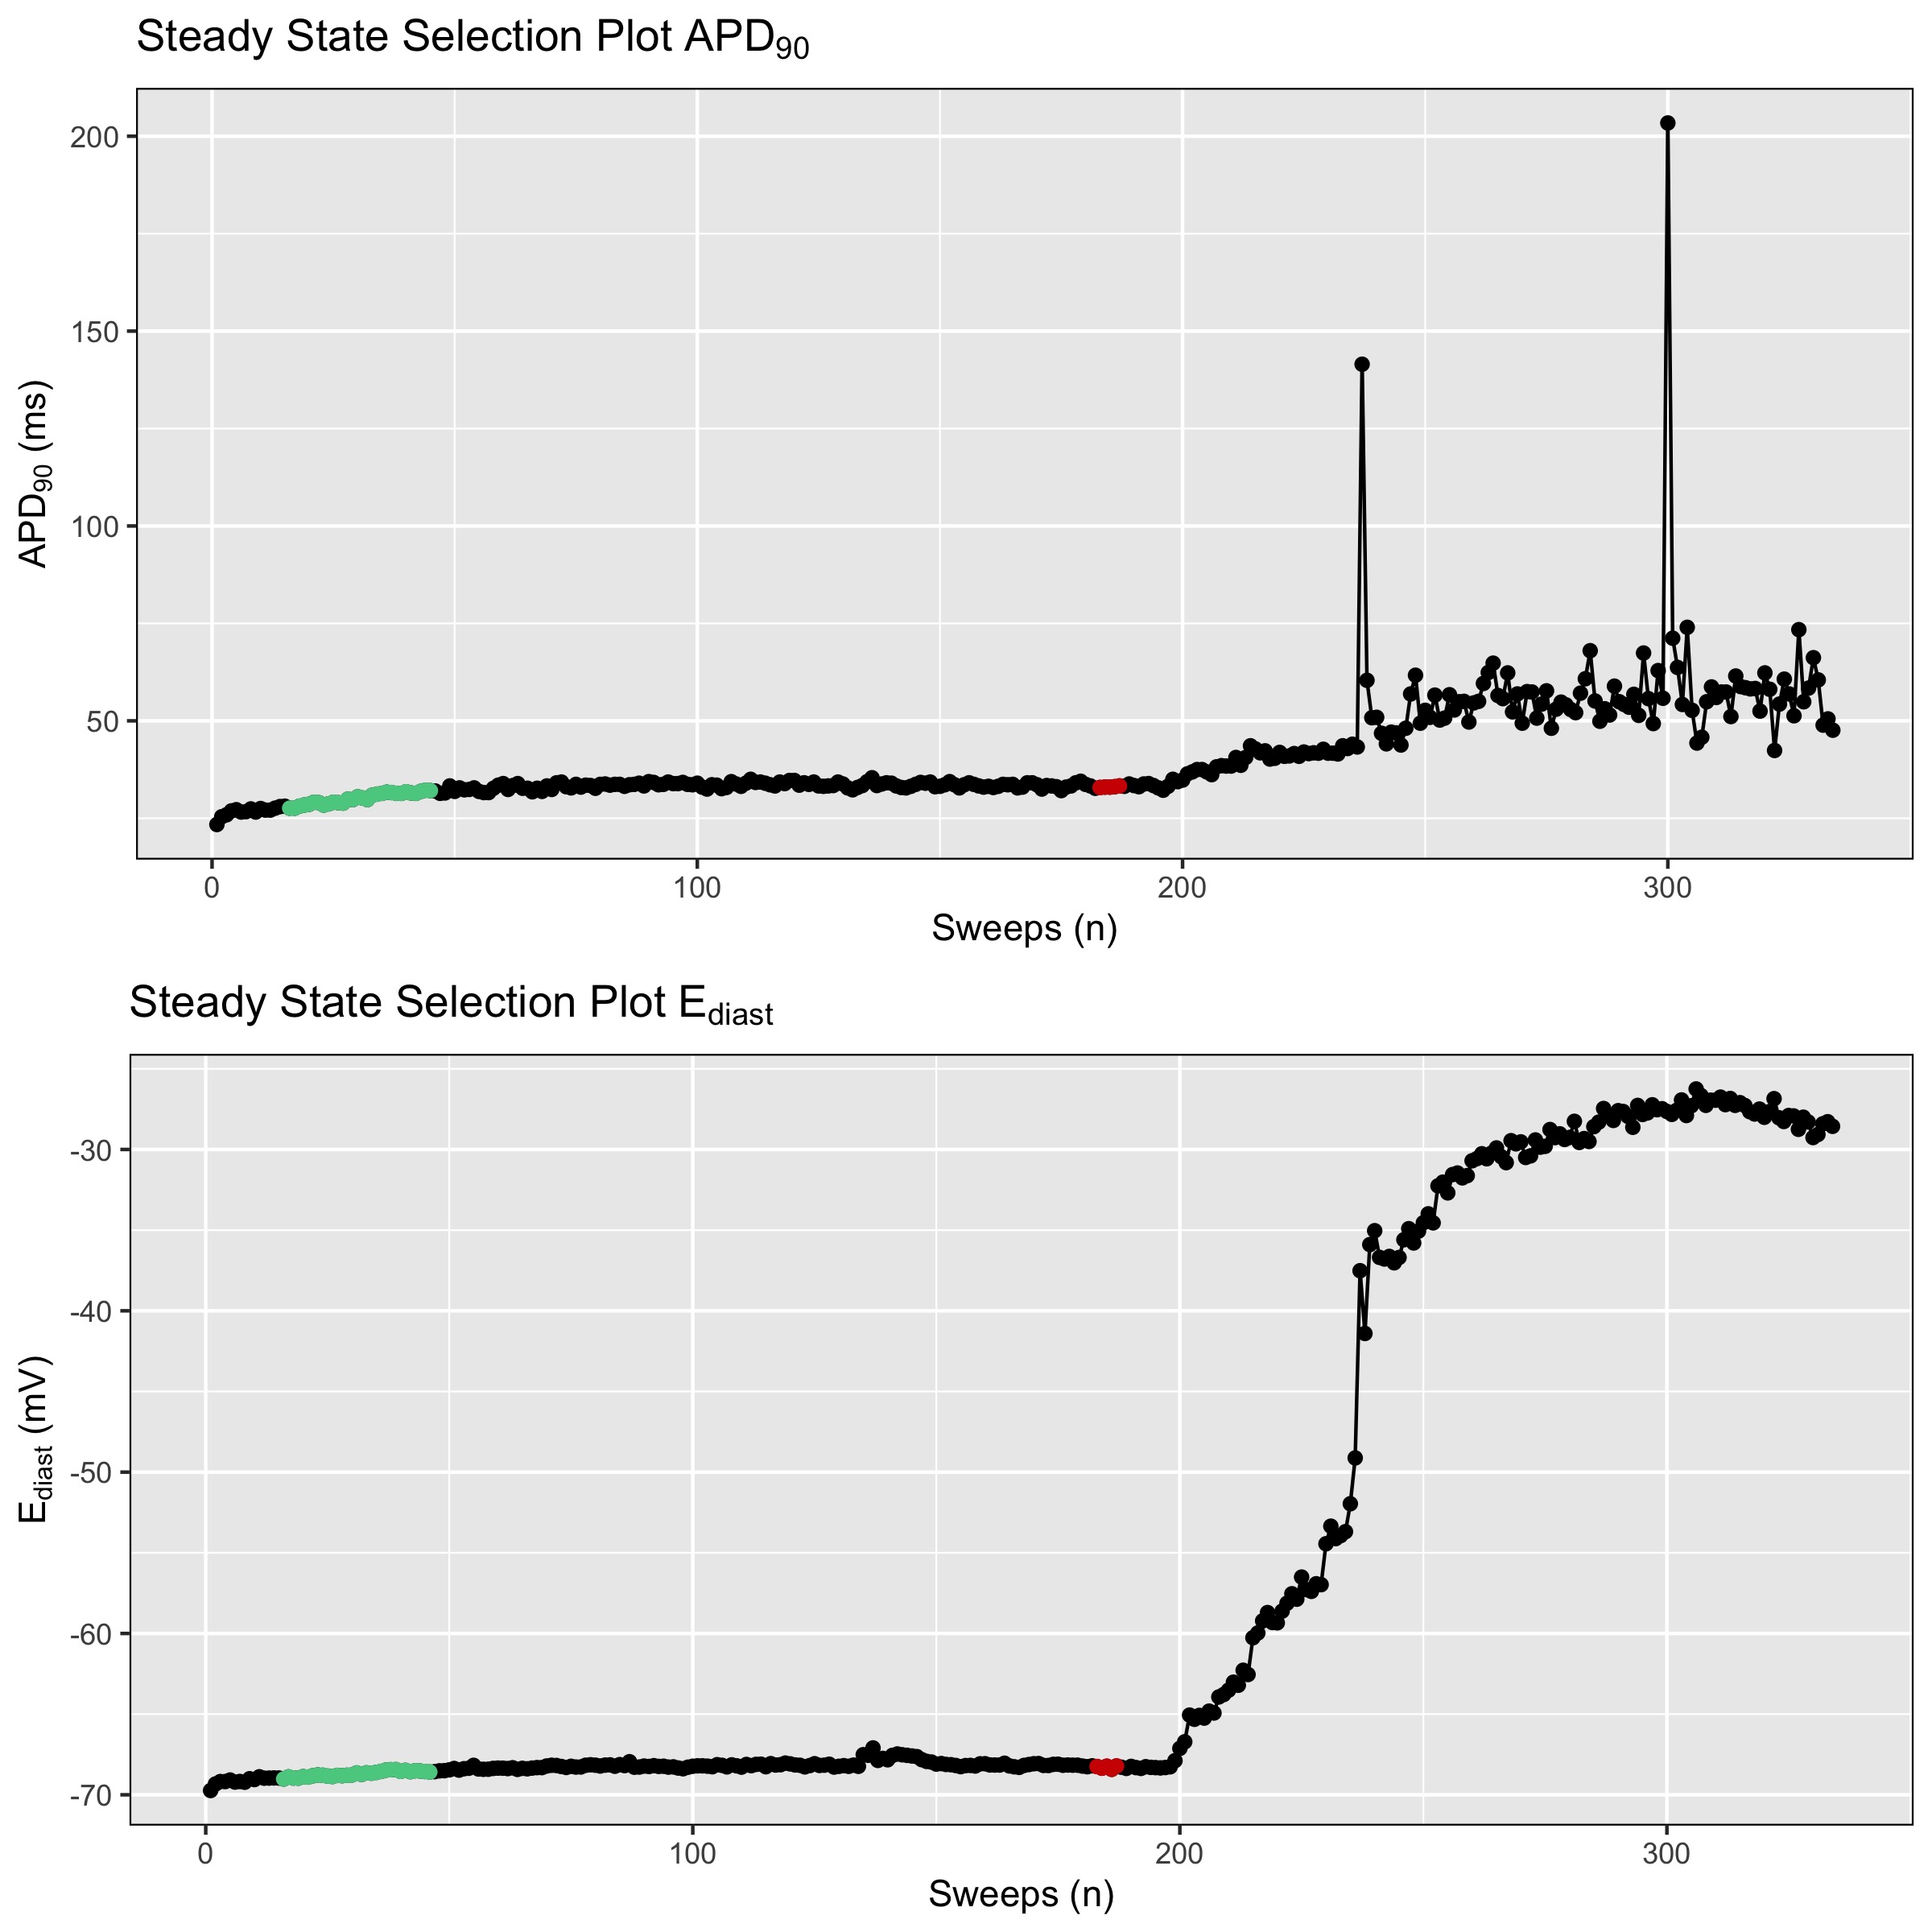 Steady State Selection Plot APD90
200
150
100
50
APD90 (ms)
0 100 200 300
Sweeps (n)
Steady State Selection Plot Ediast
-30
-40
-50
-60
-70
Ediast (mV)
0 100 200 300
Sweeps (n)